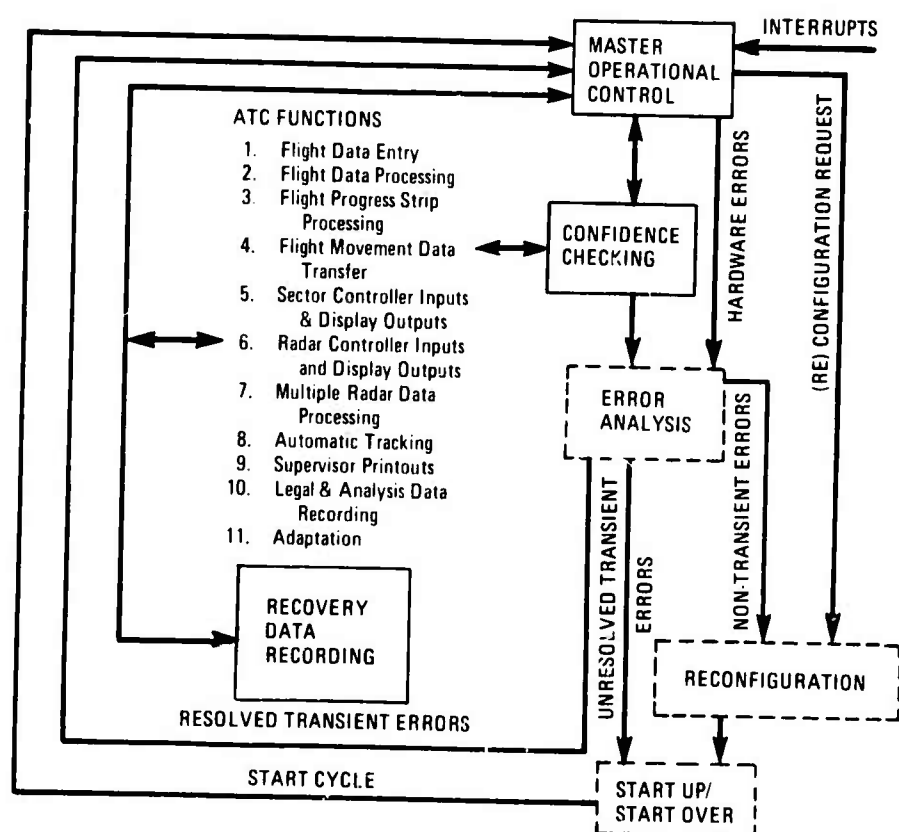 INTERRUPTS
MASTER
OPERATIONAL
CONTROL
ATC FUNCTIONS
1. Flight Data Entry
2. Flight Data Processing
3. Flight Progress Strip
Processing
4. Flight Movement Data
Transfer
5. Sector Controller Inputs
& Display Outputs
6. Radar Controller Inputs
and Display Outputs
7. Multiple Radar Data
Processing
8. Automatic Tracking
9. Supervisor Printouts
10. Legal & Analysis Data
Recording
11. Adaptation
CONFIDENCE
CHECKING
HARDWARE ERRORS
(RE) CONFIGURATION REQUEST
ERROR
ANALYSIS
UNRESOLVED TRANSIENT
ERRORS
NON-TRANSIENT ERRORS
RECOVERY
DATA
RECORDING
RECONFIGURATION
RESOLVED TRANSIENT ERRORS
START CYCLE
START UP/
START OVER